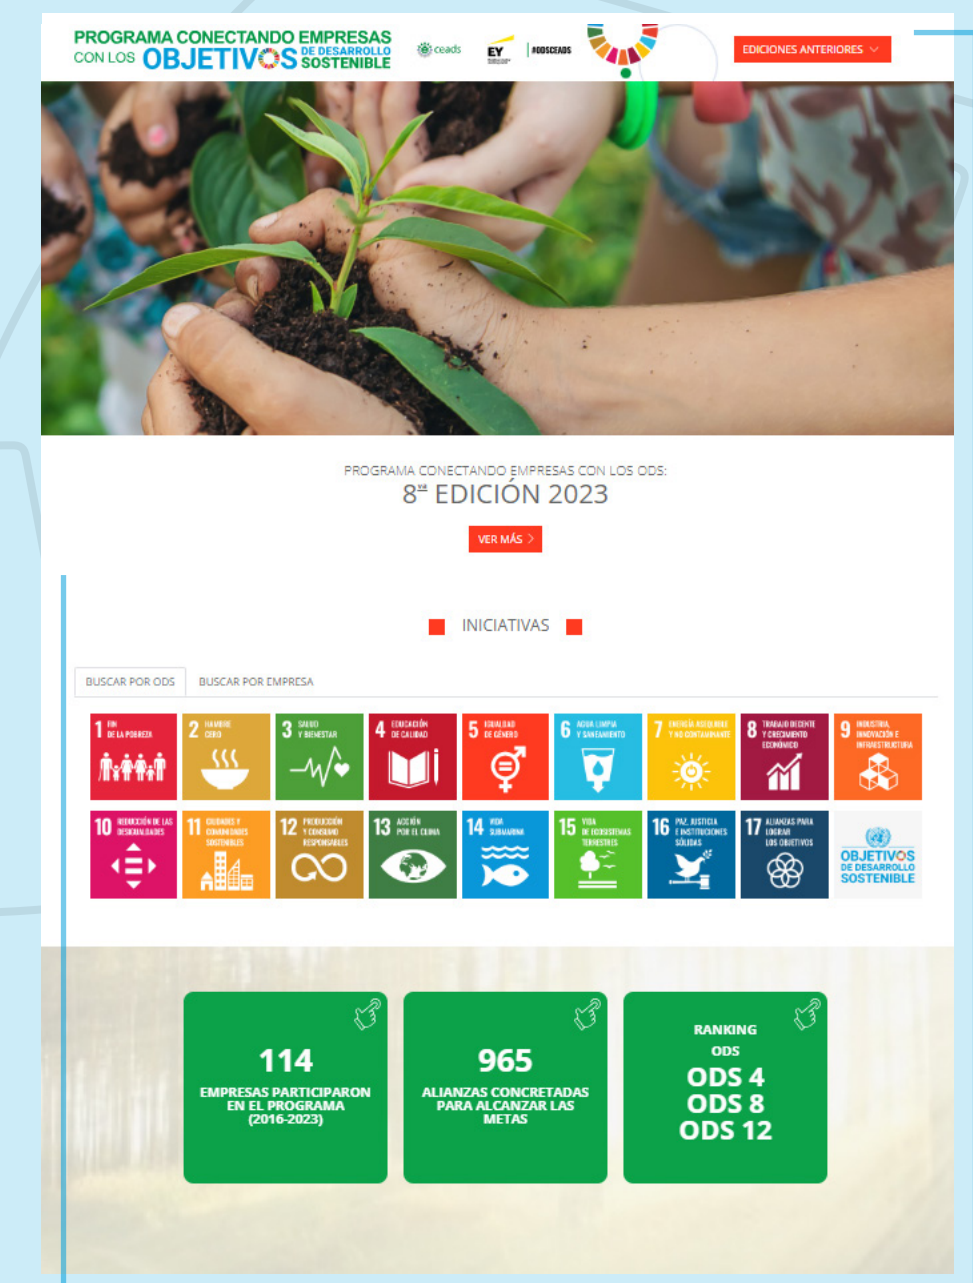 PROGRAMA CONECTANDO EMPRESAS
CON LOS OBJETIVOS DE DESARROLLO SOSTENIBLE
ceads
EY
#ODSCEADS
EDICIONES ANTERIORES
PROGRAMA CONECTANDO EMPRESAS CON LOS ODS:
8va EDICIÓN 2023
VER MÁS
INICIATIVAS
BUSCAR POR ODS
BUSCAR POR EMPRESA
1 FIN
DE LA POBREZA
2 HAMBRE
CERO
3 SALUD
Y BIENESTAR
4 EDUCACIÓN
DE CALIDAD
5 IGUALDAD
DE GÉNERO
6 AGUA LIMPIA
Y SANEAMIENTO
7 ENERGÍA ASEQUIBLE
Y NO CONTAMINANTE
8 TRABAJO DECENTE
Y CRECIMIENTO
ECONÓMICO
9 INDUSTRIA,
INNOVACIÓN E
INFRAESTRUCTURA
10 REDUCCIÓN DE LAS
DESIGUALDADES
11 CIUDADES Y
COMUNIDADES
SOSTENIBLES
12 PRODUCCIÓN
Y CONSUMO
RESPONSABLES
13 ACCIÓN
POR EL CLIMA
14 VIDA
SUBMARINA
15 VIDA
DE ECOSISTEMAS
TERRESTRES
16 PAZ, JUSTICIA
E INSTITUCIONES
SÓLIDAS
17 ALIANZAS PARA
LOGRAR
LOS OBJETIVOS
OBJETIVOS
DE DESARROLLO
SOSTENIBLE
114
EMPRESAS PARTICIPARON
EN EL PROGRAMA
(2016-2023)
965
ALIANZAS CONCRETADAS
PARA ALCANZAR LAS
METAS
RANKING
ODS
ODS 4
ODS 8
ODS 12